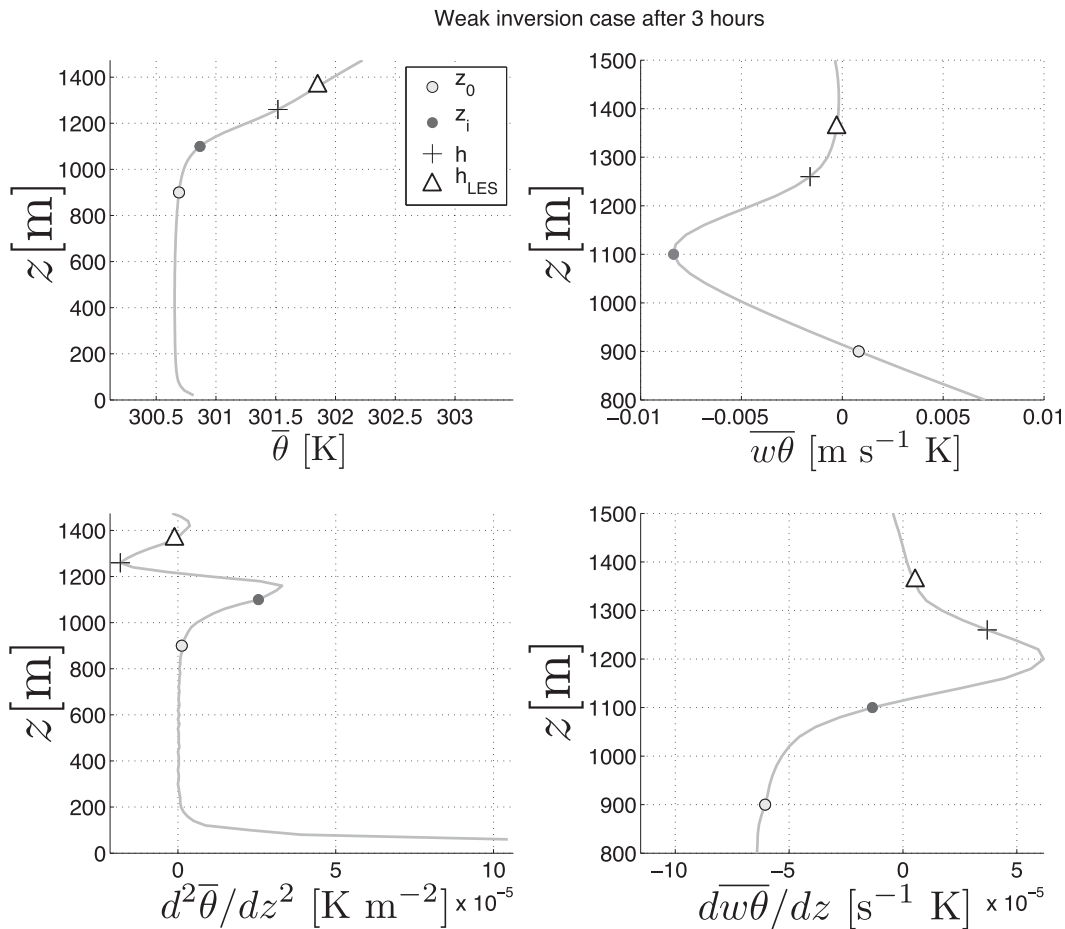 Weak inversion case after 3 hours
1400
1200
1000
800
600
400
200
0
z [m]
300.5 301 301.5 302 302.5 303
θ̅ [K]
z₀
zᵢ
h
h_LES
1500
1400
1300
1200
1100
1000
900
800
z [m]
−0.01 −0.005 0 0.005 0.01
w̅θ̅ [m s⁻¹ K]
1400
1200
1000
800
600
400
200
0
z [m]
0 5 10
d²θ̅/dz² [K m⁻²] x 10⁻⁵
1500
1400
1300
1200
1100
1000
900
800
z [m]
−10 −5 0 5
dw̅θ̅/dz [s⁻¹ K] x 10⁻⁵